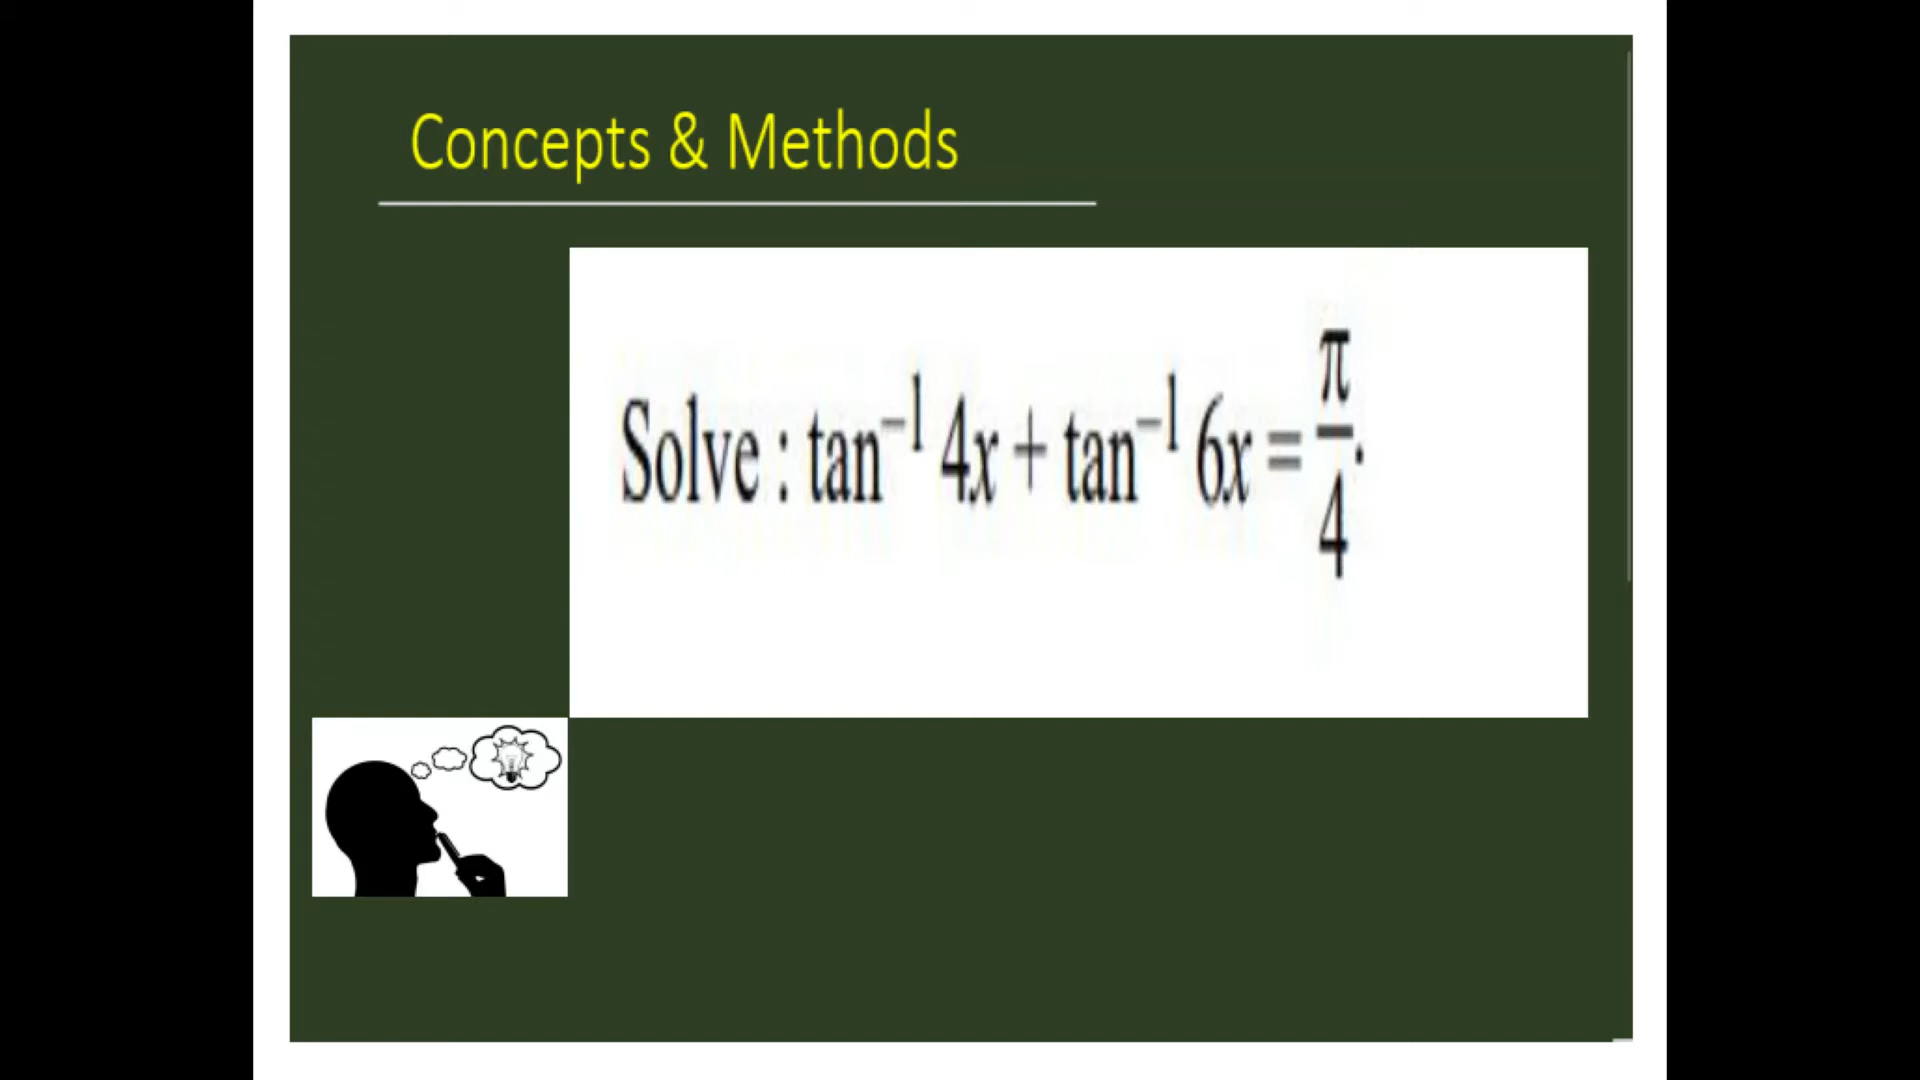 Concepts & Methods
Solve : tan⁻¹ 4x + tan⁻¹ 6x = π/4.